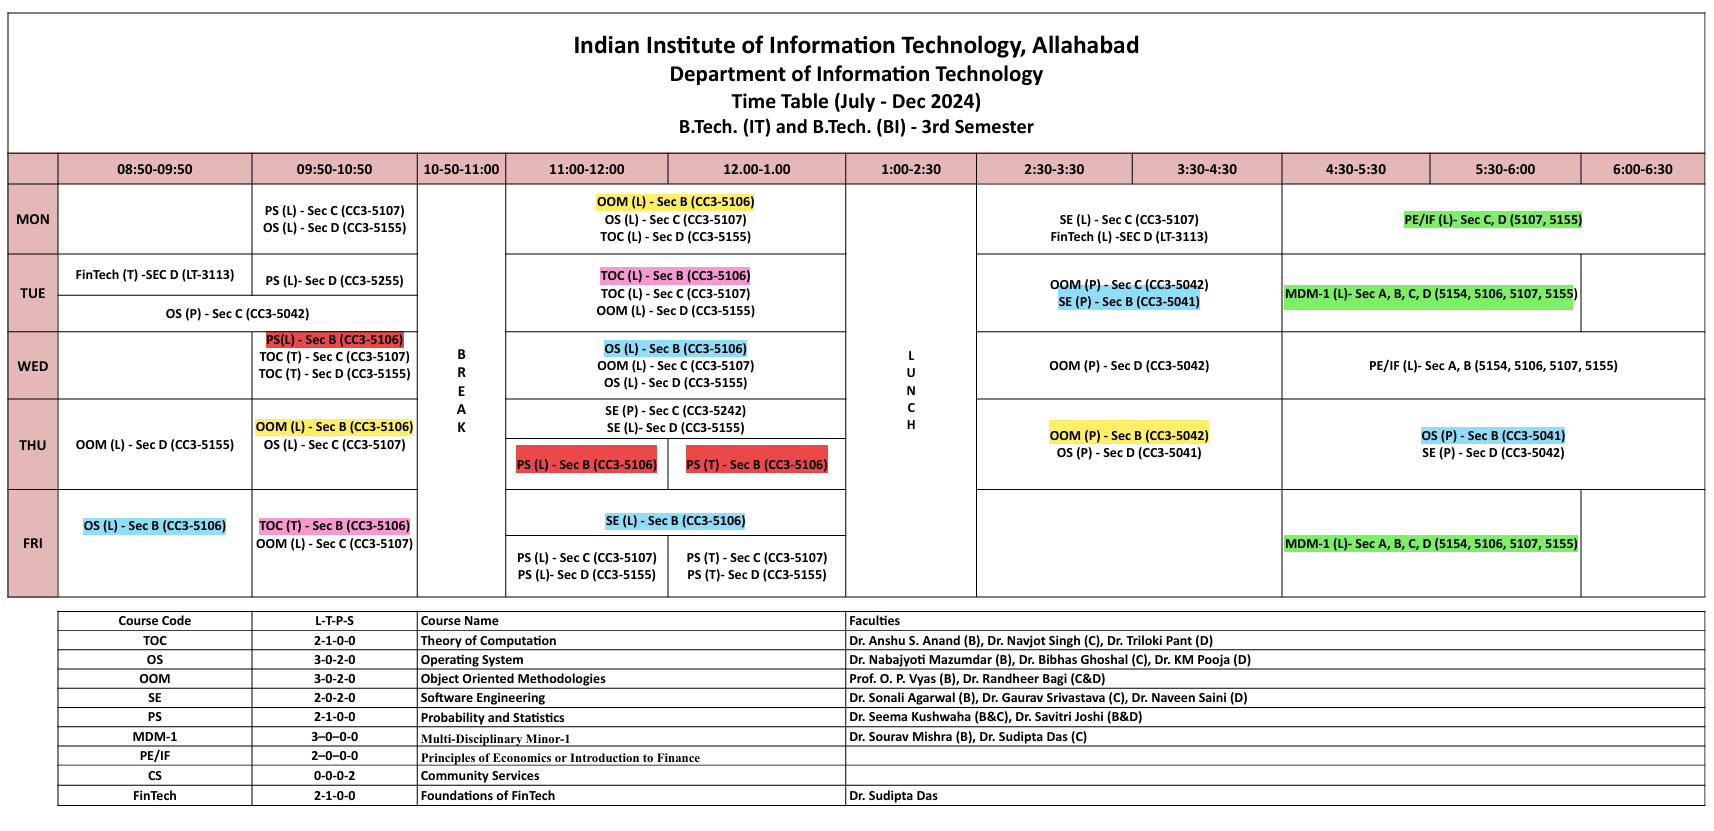 Indian Institute of Information Technology, Allahabad
Department of Information Technology
Time Table (July - Dec 2024)
B.Tech. (IT) and B.Tech. (BI) - 3rd Semester
08:50-09:50 09:50-10:50 10-50-11:00 11:00-12:00 12.00-1.00 1:00-2:30 2:30-3:30 3:30-4:30 4:30-5:30 5:30-6:00 6:00-6:30
MON
PS (L) - Sec C (CC3-5107)
OS (L) - Sec D (CC3-5155)
OOM (L) - Sec B (CC3-5106)
OS (L) - Sec C (CC3-5107)
TOC (L) - Sec D (CC3-5155)
SE (L) - Sec C (CC3-5107)
FinTech (L) -SEC D (LT-3113)
PE/IF (L)- Sec C, D (5107, 5155)
TUE
FinTech (T) -SEC D (LT-3113)
PS (L)- Sec D (CC3-5255)
OS (P) - Sec C (CC3-5042)
TOC (L) - Sec B (CC3-5106)
TOC (L) - Sec C (CC3-5107)
OOM (L) - Sec D (CC3-5155)
OOM (P) - Sec C (CC3-5042)
SE (P) - Sec B (CC3-5041)
MDM-1 (L)- Sec A, B, C, D (5154, 5106, 5107, 5155)
WED
PS(L) - Sec B (CC3-5106)
TOC (T) - Sec C (CC3-5107)
TOC (T) - Sec D (CC3-5155)
B
R
E
A
K
OS (L) - Sec B (CC3-5106)
OOM (L) - Sec C (CC3-5107)
OS (L) - Sec D (CC3-5155)
L
U
N
C
H
OOM (P) - Sec D (CC3-5042)
PE/IF (L)- Sec A, B (5154, 5106, 5107, 5155)
THU
OOM (L) - Sec D (CC3-5155)
OOM (L) - Sec B (CC3-5106)
OS (L) - Sec C (CC3-5107)
SE (P) - Sec C (CC3-5242)
SE (L)- Sec D (CC3-5155)
PS (L) - Sec B (CC3-5106)
PS (T) - Sec B (CC3-5106)
OOM (P) - Sec B (CC3-5042)
OS (P) - Sec D (CC3-5041)
OS (P) - Sec B (CC3-5041)
SE (P) - Sec D (CC3-5042)
FRI
OS (L) - Sec B (CC3-5106)
TOC (T) - Sec B (CC3-5106)
OOM (L) - Sec C (CC3-5107)
SE (L) - Sec B (CC3-5106)
PS (L) - Sec C (CC3-5107)
PS (L)- Sec D (CC3-5155)
PS (T) - Sec C (CC3-5107)
PS (T)- Sec D (CC3-5155)
MDM-1 (L)- Sec A, B, C, D (5154, 5106, 5107, 5155)
Course Code L-T-P-S Course Name Faculties
TOC 2-1-0-0 Theory of Computation Dr. Anshu S. Anand (B), Dr. Navjot Singh (C), Dr. Triloki Pant (D)
OS 3-0-2-0 Operating System Dr. Nabajyoti Mazumdar (B), Dr. Bibhas Ghoshal (C), Dr. KM Pooja (D)
OOM 3-0-2-0 Object Oriented Methodologies Prof. O. P. Vyas (B), Dr. Randheer Bagi (C&D)
SE 2-0-2-0 Software Engineering Dr. Sonali Agarwal (B), Dr. Gaurav Srivastava (C), Dr. Naveen Saini (D)
PS 2-1-0-0 Probability and Statistics Dr. Seema Kushwaha (B&C), Dr. Savitri Joshi (B&D)
MDM-1 3–0–0-0 Multi-Disciplinary Minor-1 Dr. Sourav Mishra (B), Dr. Sudipta Das (C)
PE/IF 2–0–0-0 Principles of Economics or Introduction to Finance
CS 0-0-0-2 Community Services
FinTech 2-1-0-0 Foundations of FinTech Dr. Sudipta Das